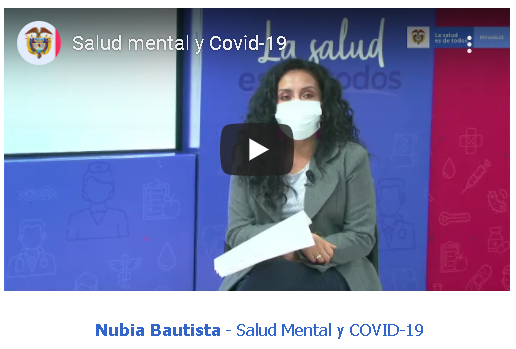 Salud mental y Covid-19
La salud
es de todos
La salud
es de todos
Minsalud
Nubia Bautista - Salud Mental y COVID-19